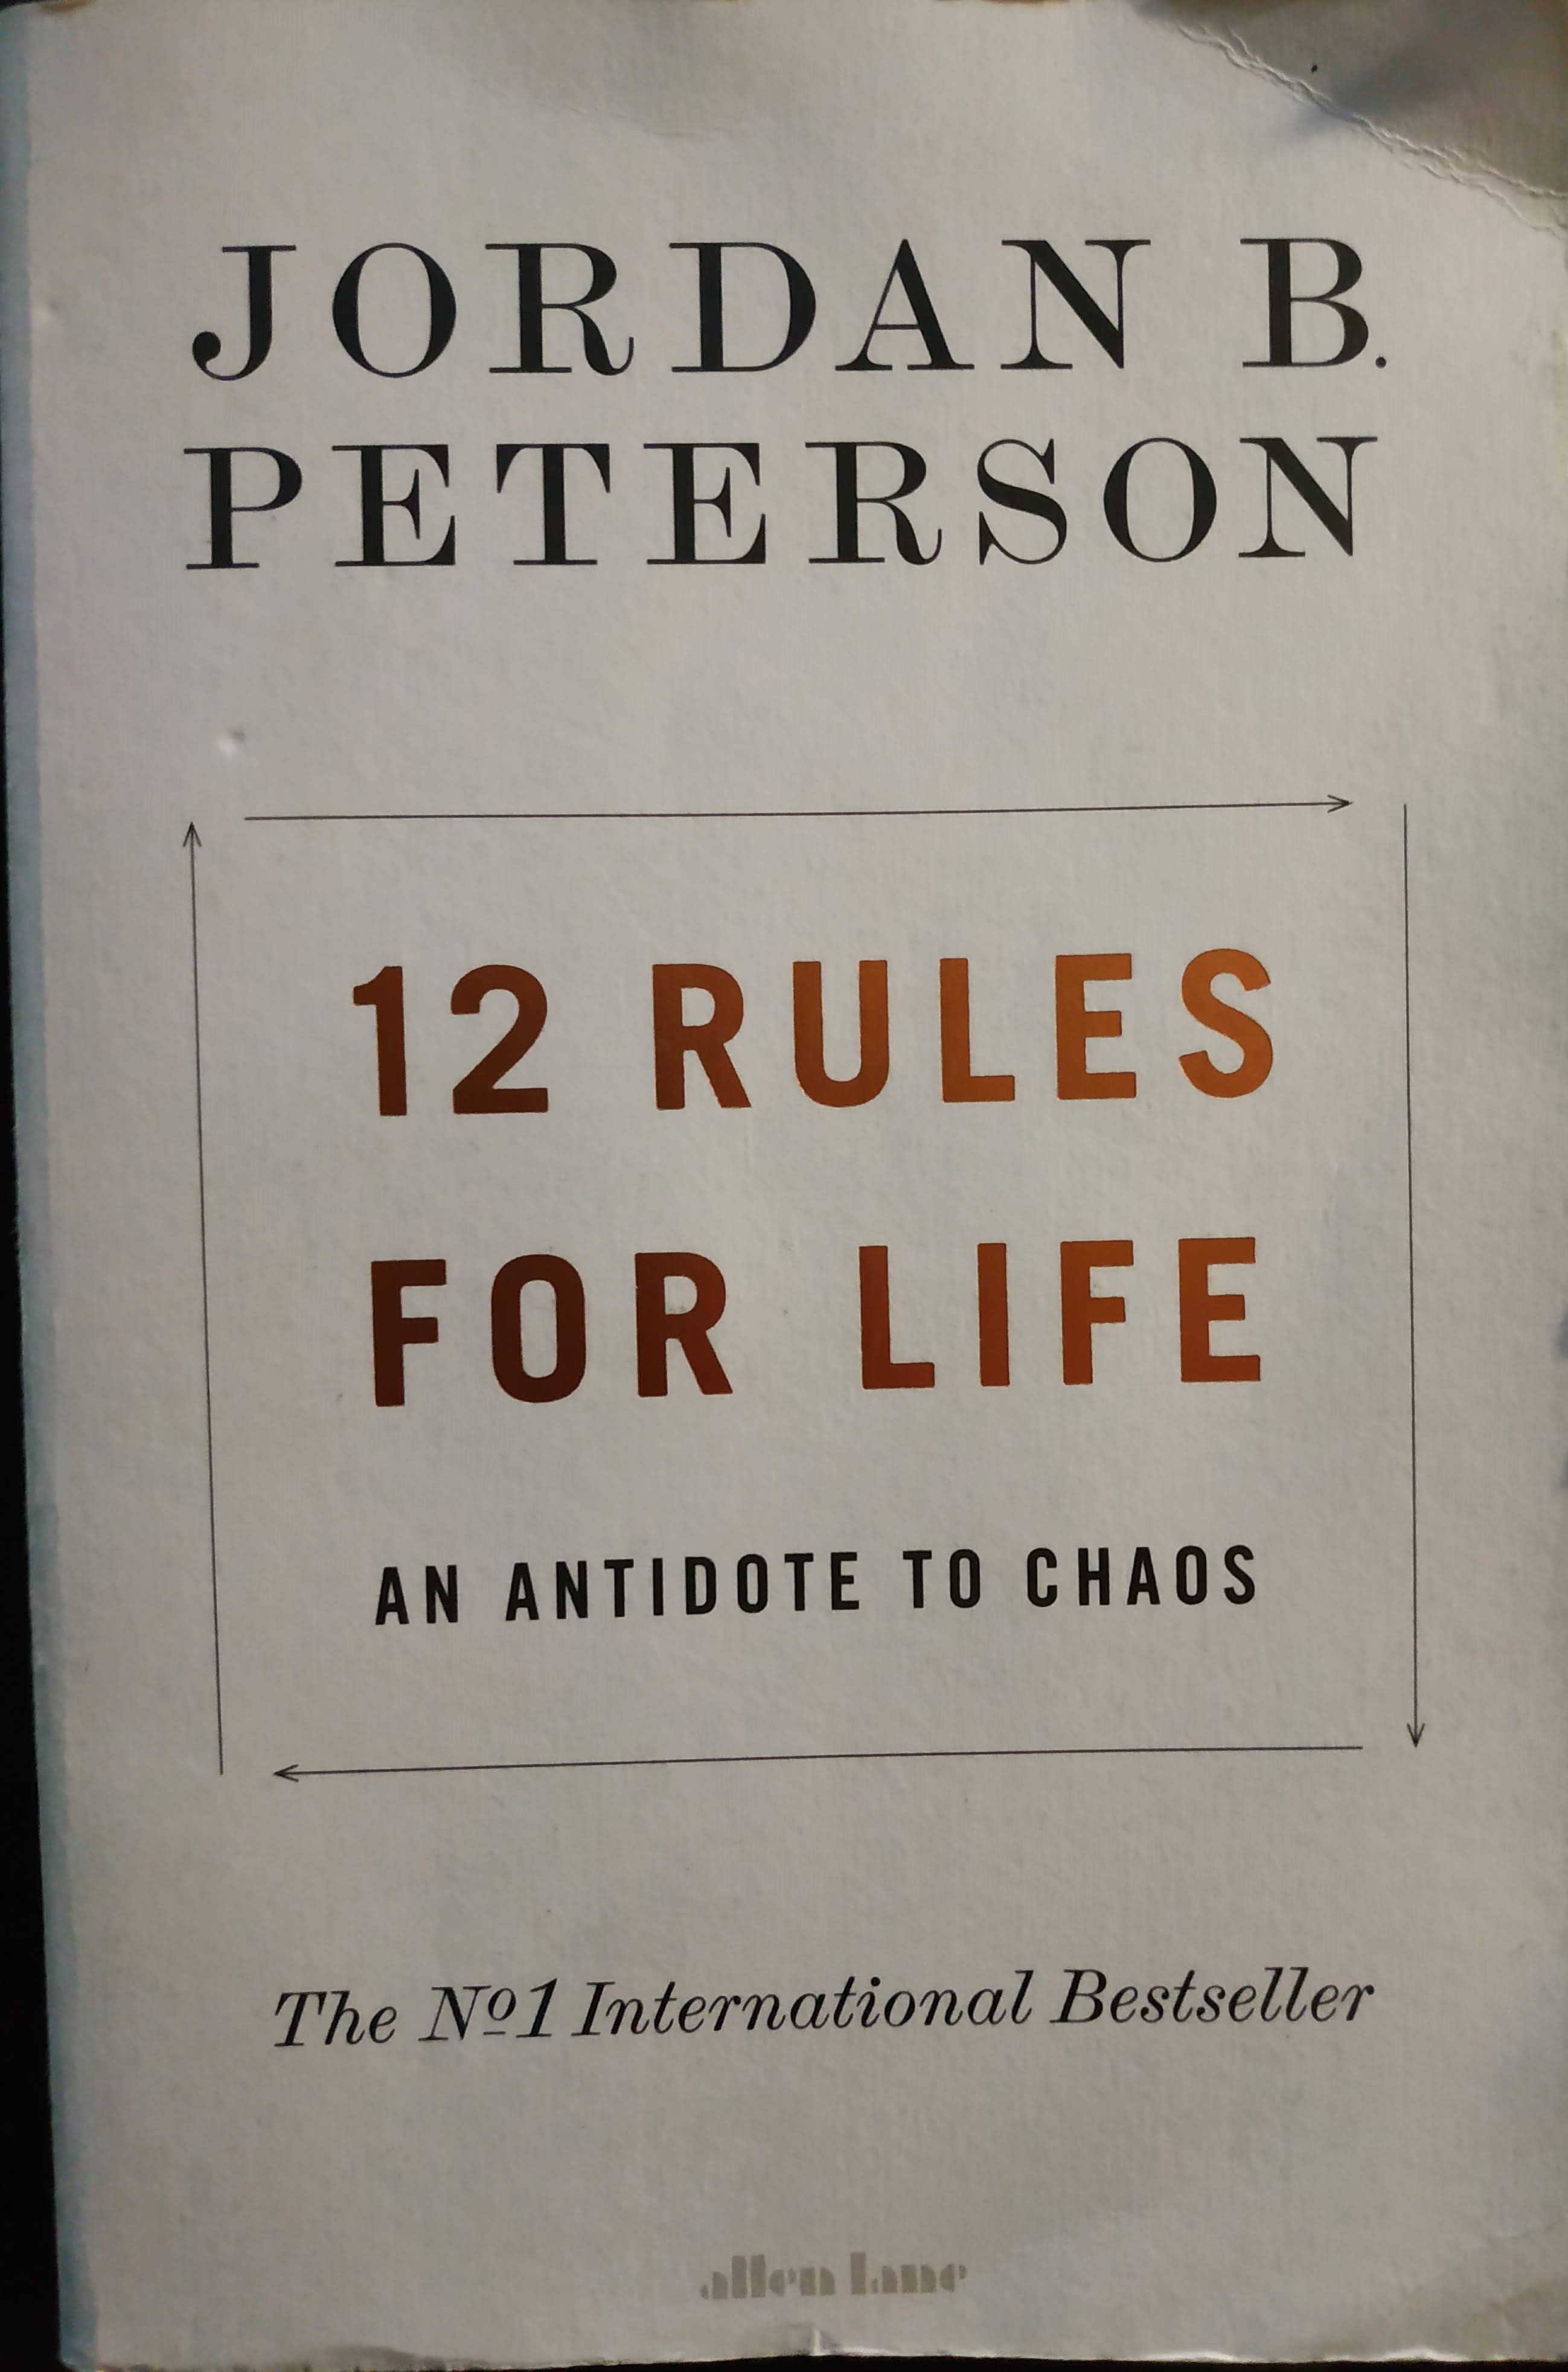 JORDAN B.
PETERSON
12 RULES
FOR LIFE
AN ANTIDOTE TO CHAOS
The Nº1 International Bestseller
allen lane